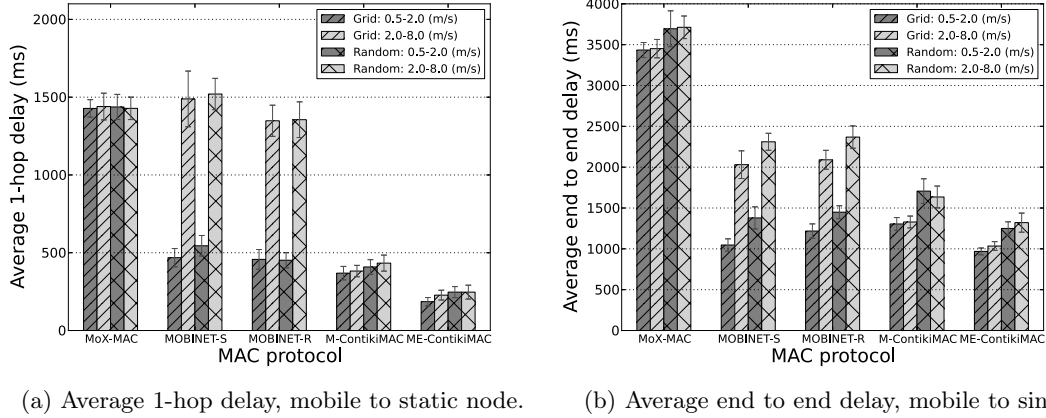 Average 1-hop delay (ms)
2000
1500
1000
500
0
Grid: 0.5-2.0 (m/s)
Grid: 2.0-8.0 (m/s)
Random: 0.5-2.0 (m/s)
Random: 2.0-8.0 (m/s)
MoX-MAC MOBINET-S MOBINET-R M-ContikiMAC ME-ContikiMAC
MAC protocol
(a) Average 1-hop delay, mobile to static node.
Average end to end delay (ms)
4000
3500
3000
2500
2000
1500
1000
500
0
Grid: 0.5-2.0 (m/s)
Grid: 2.0-8.0 (m/s)
Random: 0.5-2.0 (m/s)
Random: 2.0-8.0 (m/s)
MoX-MAC MOBINET-S MOBINET-R M-ContikiMAC ME-ContikiMAC
MAC protocol
(b) Average end to end delay, mobile to sin